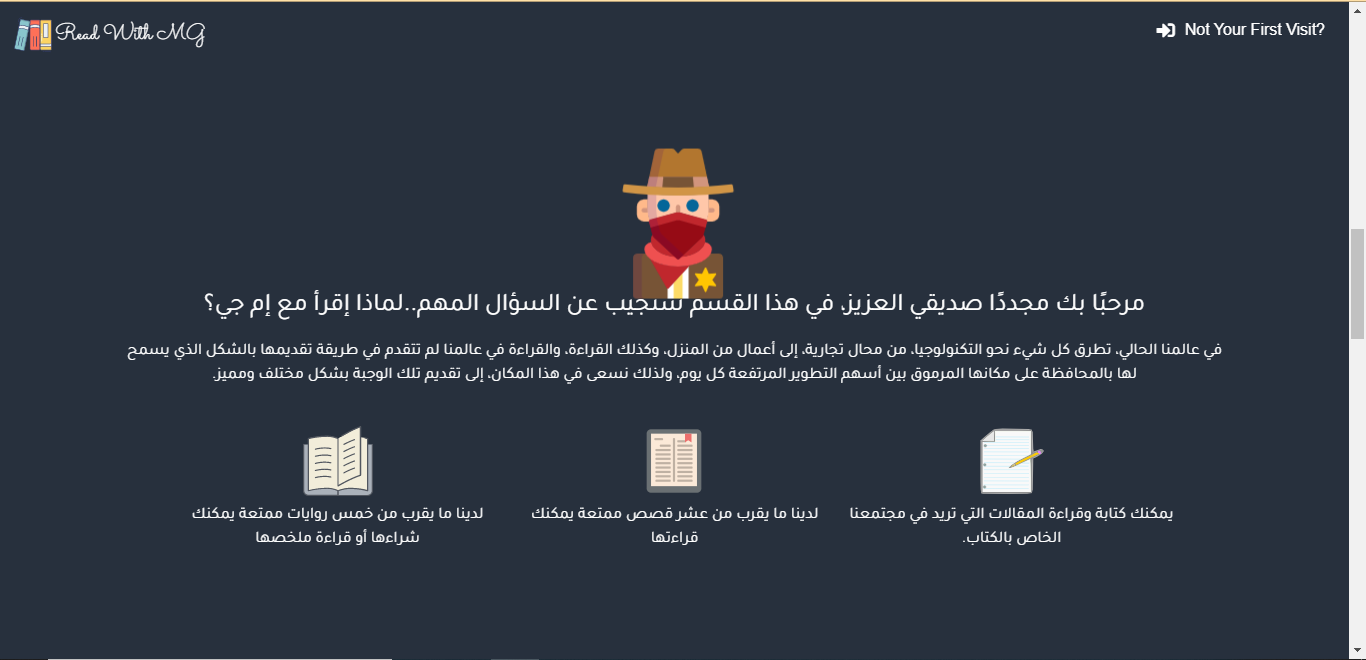 Read With MG
Not Your First Visit?
مرحبًا بك مجددًا صديقي العزيز، في هذا القسم سنجيب عن السؤال المهم..لماذا إقرأ مع إم جي؟
في عالمنا الحالي، تطرق كل شيء نحو التكنولوجيا، من محال تجارية، إلى أعمال من المنزل، وكذلك القراءة، والقراءة في عالمنا لم تتقدم في طريقة تقديمها بالشكل الذي يسمح
لها بالمحافظة على مكانها المرموق بين أسهم التطوير المرتفعة كل يوم، ولذلك نسعى في هذا المكان، إلى تقديم تلك الوجبة بشكل مختلف ومميز.
يمكنك كتابة وقراءة المقالات التي تريد في مجتمعنا
الخاص بالكتاب.
لدينا ما يقرب من عشر قصص ممتعة يمكنك
قراءتها
لدينا ما يقرب من خمس روايات ممتعة يمكنك
شراءها أو قراءة ملخصها